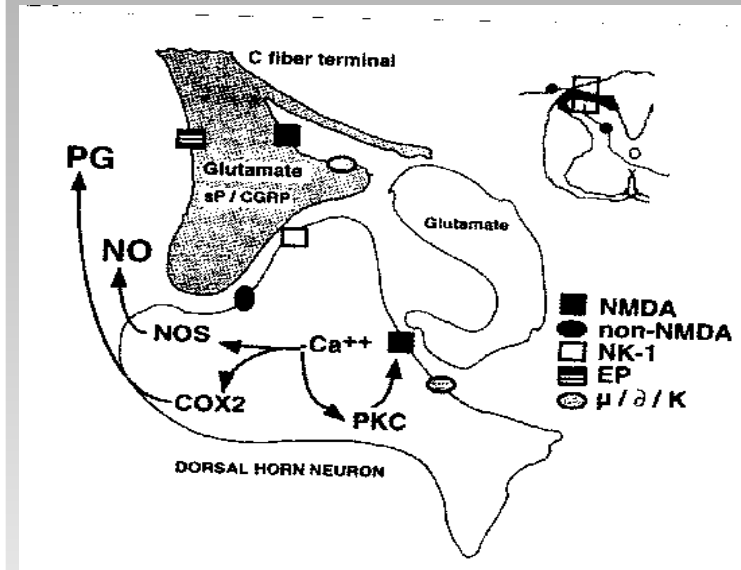 C fiber terminal
PG
Glutamate
sP / CGRP
Glutamate
NO
NOS
Ca++
COX2
PKC
DORSAL HORN NEURON
NMDA
non-NMDA
NK-1
EP
μ / ∂ / K